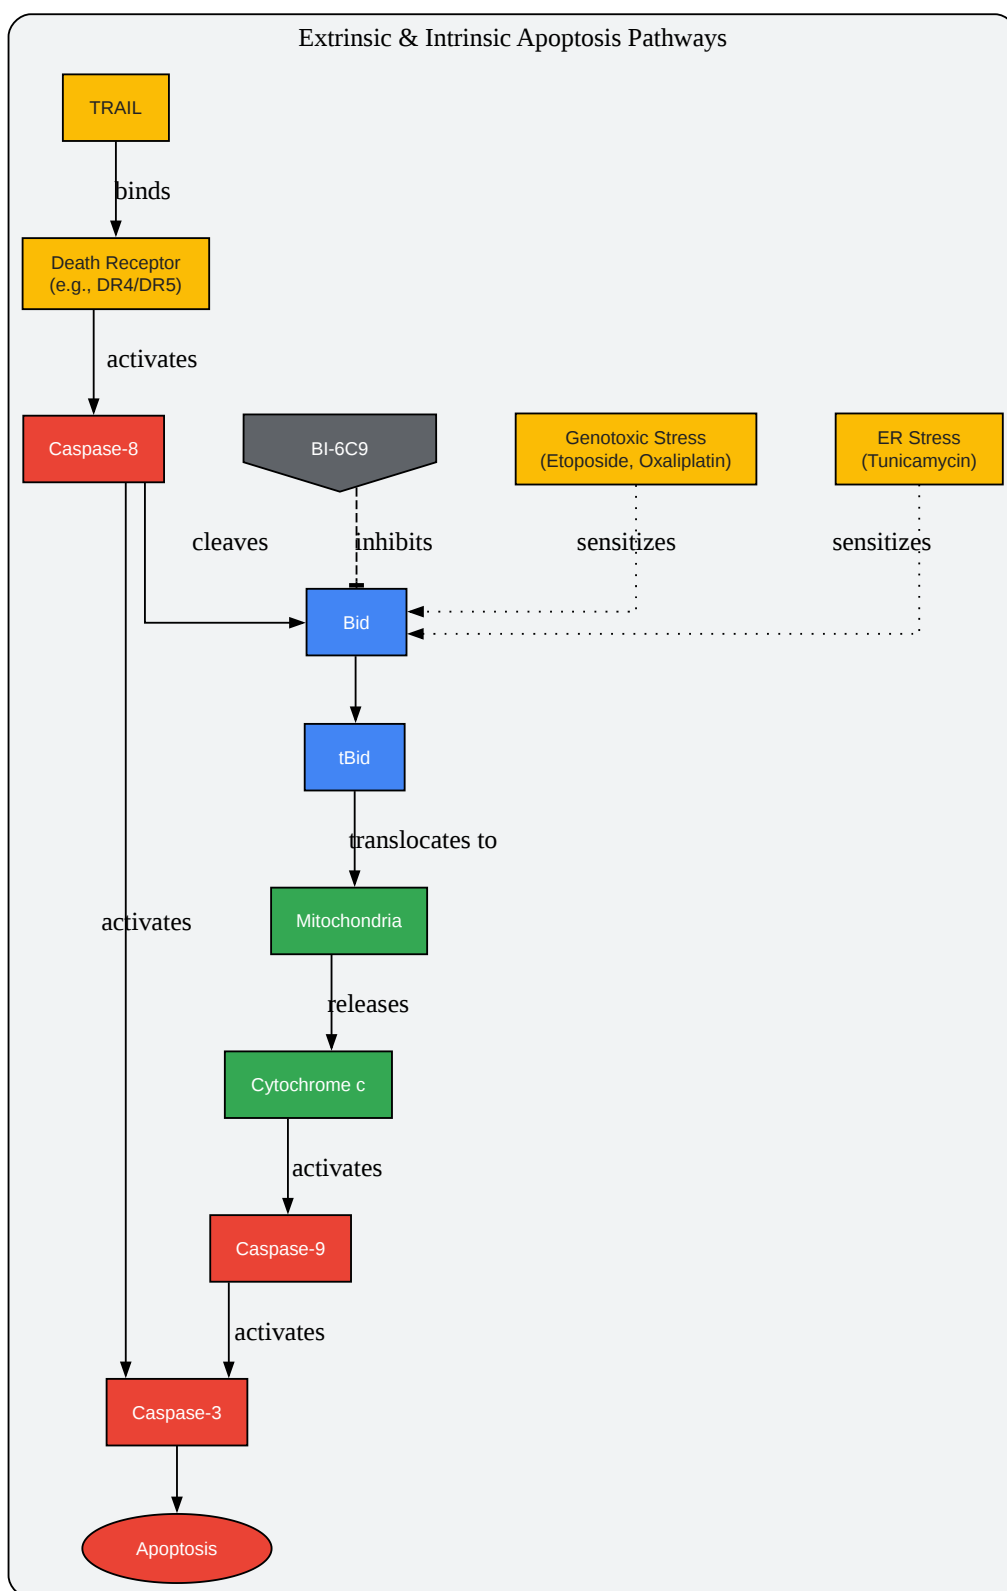 Extrinsic & Intrinsic Apoptosis Pathways
TRAIL
binds
Death Receptor
(e.g., DR4/DR5)
activates
Caspase-8
BI-6C9
Genotoxic Stress
(Etoposide, Oxaliplatin)
ER Stress
(Tunicamycin)
cleaves
inhibits
sensitizes
sensitizes
Bid
tBid
translocates to
activates
Mitochondria
releases
Cytochrome c
activates
Caspase-9
activates
Caspase-3
Apoptosis